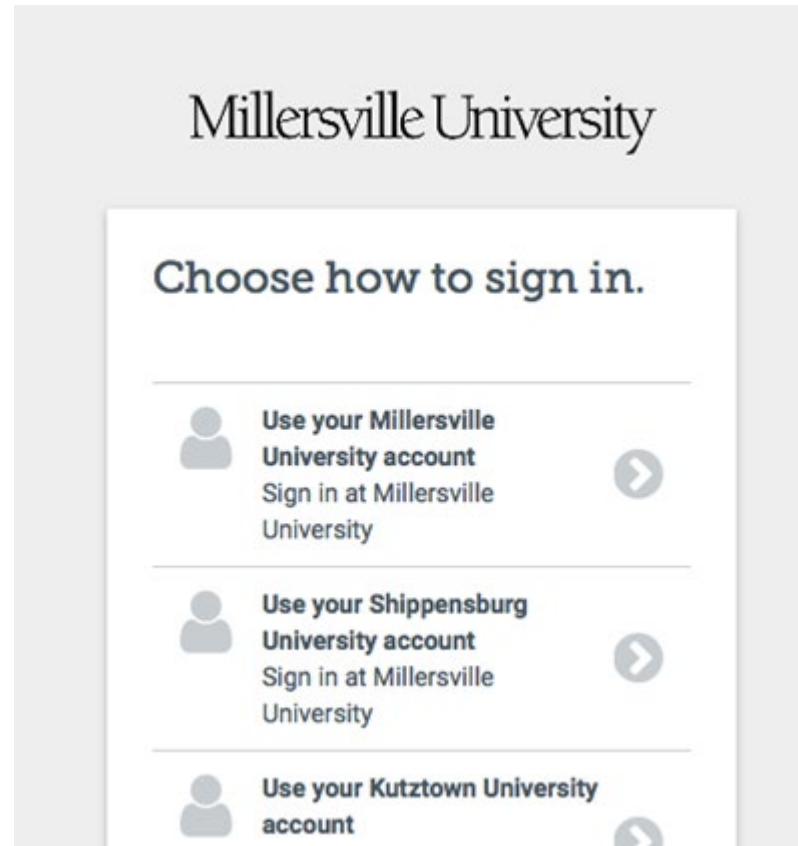 Millersville University
Choose how to sign in.
Use your Millersville
University account
Sign in at Millersville
University
Use your Shippensburg
University account
Sign in at Millersville
University
Use your Kutztown University
account